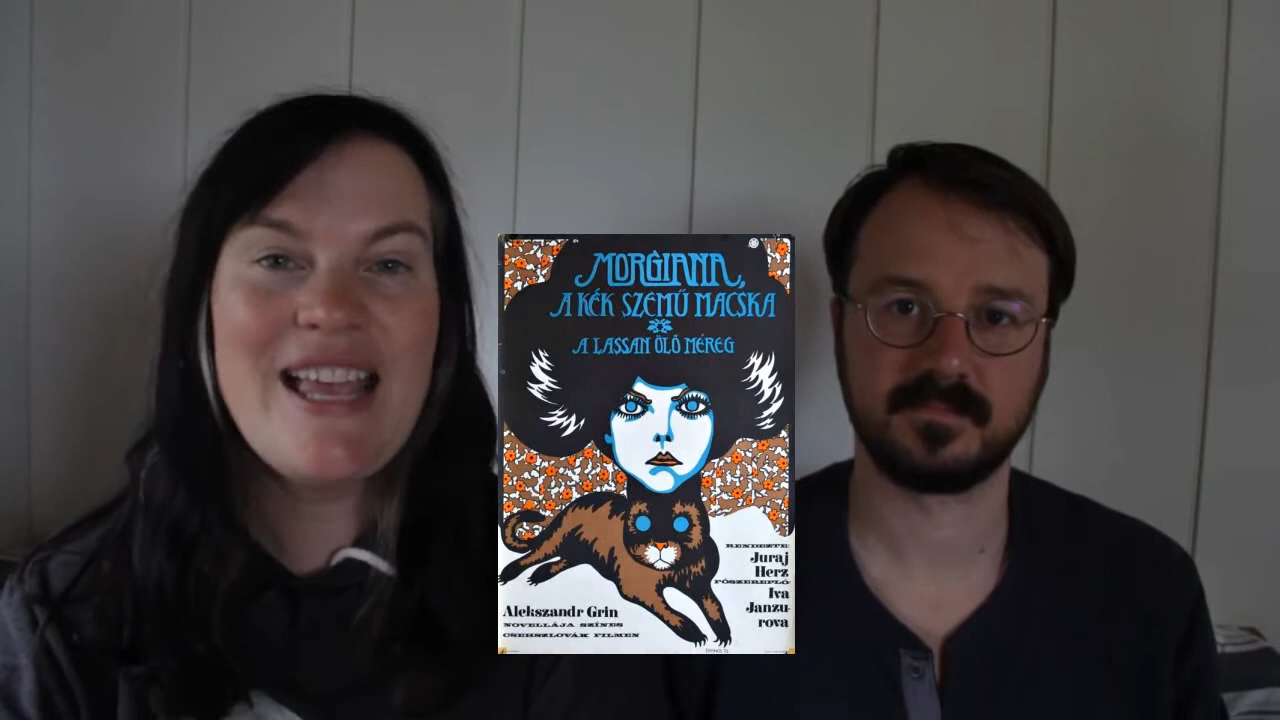 MORGIANA,
A KÉK SZEMŰ MACSKA
A LASSAN ÖLŐ MÉREG
RENDEZTE:
Juraj
Herz
FŐSZEREPLŐ
Iva
Janzu-
rova
Alekszandr Grin
NOVELLÁJA SZÍNES
CSEHSZLOVÁK FILMEN